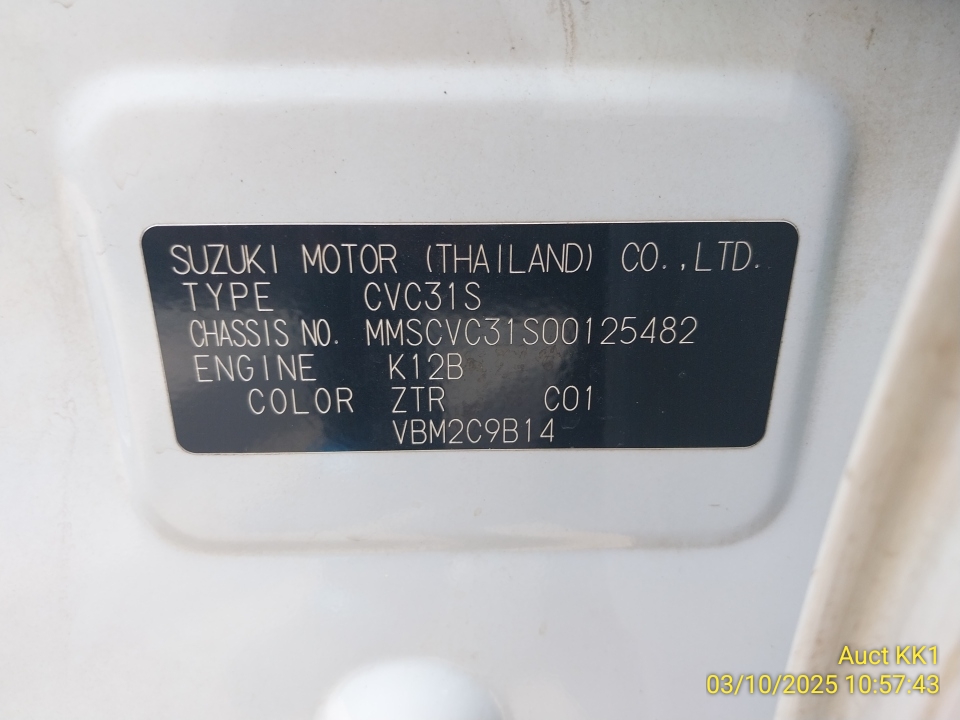 SUZUKI MOTOR (THAILAND) CO.,LTD.
TYPE CVC31S
CHASSIS NO. MMSCVC31S00125482
ENGINE K12B
COLOR ZTR C01
VBM2C9B14
Auct KK1
03/10/2025 10:57:43